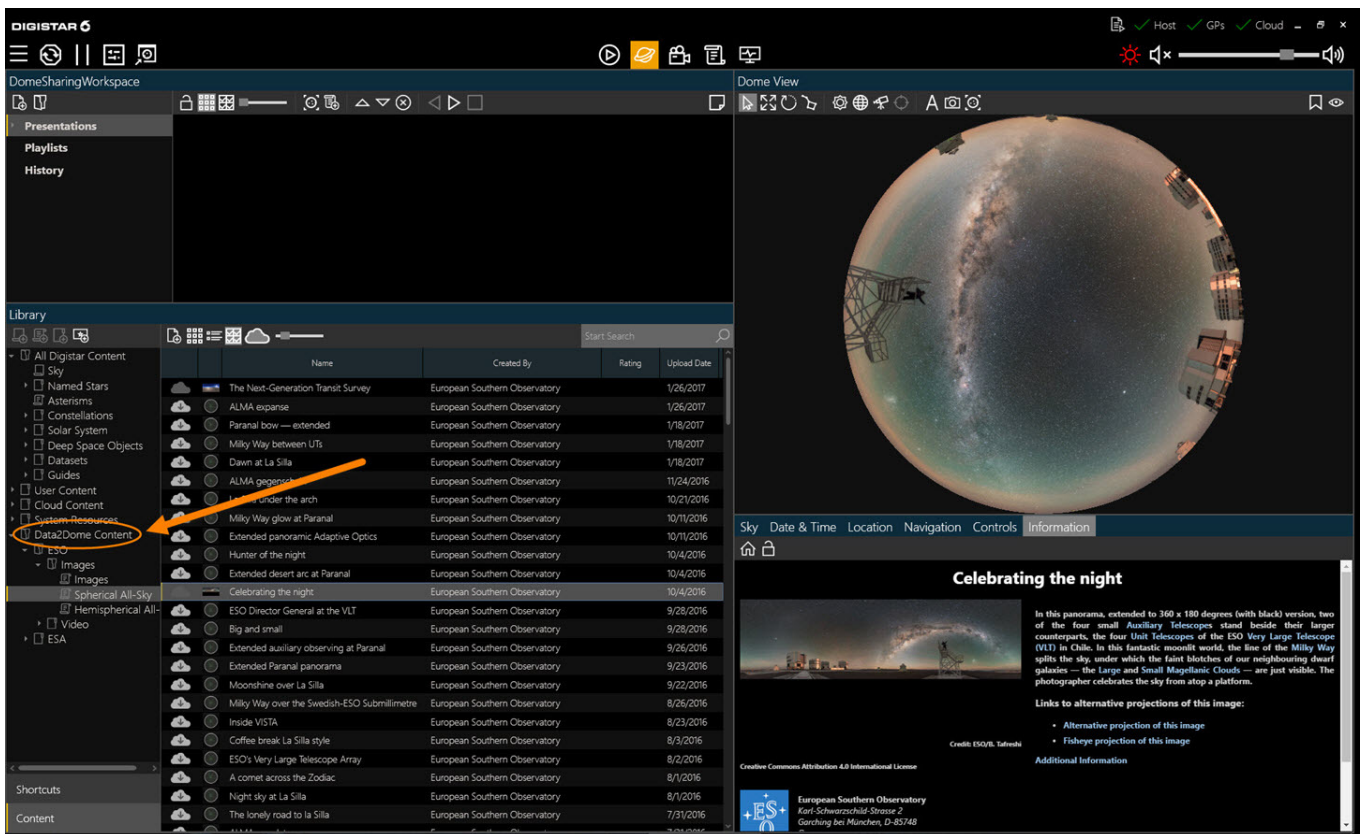 DIGISTAR 6
Host
GPs
Cloud
DomeSharingWorkspace
Presentations
Playlists
History
Dome View
Library
Start Search
All Digistar Content
Sky
Named Stars
Asterisms
Constellations
Solar System
Deep Space Objects
Datasets
Guides
User Content
Cloud Content
System Resources
Data2Dome Content
ESO
Images
Images
Spherical All-Sky
Hemispherical All-
Video
ESA
Shortcuts
Content
Name Created By Rating Upload Date
The Next-Generation Transit Survey European Southern Observatory 1/26/2017
ALMA expanse European Southern Observatory 1/26/2017
Paranal bow — extended European Southern Observatory 1/18/2017
Milky Way between UTs European Southern Observatory 1/18/2017
Dawn at La Silla European Southern Observatory 1/18/2017
ALMA European Southern Observatory 11/24/2016
under the arch European Southern Observatory 10/21/2016
Milky Way glow at Paranal European Southern Observatory 10/11/2016
Extended panoramic Adaptive Optics European Southern Observatory 10/11/2016
Hunter of the night European Southern Observatory 10/4/2016
Extended desert arc at Paranal European Southern Observatory 10/4/2016
Celebrating the night European Southern Observatory 10/4/2016
ESO Director General at the VLT European Southern Observatory 9/28/2016
Big and small European Southern Observatory 9/28/2016
Extended auxiliary observing at Paranal European Southern Observatory 9/26/2016
Extended Paranal panorama European Southern Observatory 9/23/2016
Moonshine over La Silla European Southern Observatory 9/22/2016
Milky Way over the Swedish-ESO Submillimetre European Southern Observatory 8/26/2016
Inside VISTA European Southern Observatory 8/23/2016
Coffee break La Silla style European Southern Observatory 8/3/2016
ESO's Very Large Telescope Array European Southern Observatory 8/2/2016
A comet across the Zodiac European Southern Observatory 8/1/2016
Night sky at La Silla European Southern Observatory 8/1/2016
The lonely road to la Silla European Southern Observatory 7/31/2016
Sky Date & Time Location Navigation Controls Information
Celebrating the night
In this panorama, extended to 360 x 180 degrees (with black) version, two
of the four small Auxiliary Telescopes stand beside their larger
counterparts, the four Unit Telescopes of the ESO Very Large Telescope
(VLT) in Chile. In this fantastic moonlit world, the line of the Milky Way
splits the sky, under which the faint blotches of our neighbouring dwarf
galaxies — the Large and Small Magellanic Clouds — are just visible. The
photographer celebrates the sky from atop a platform.
Links to alternative projections of this image:
• Alternative projection of this image
• Fisheye projection of this image
Additional Information
Credit: ESO/B. Tafreshi
Creative Commons Attribution 4.0 International License
ESO
European Southern Observatory
Karl-Schwarzschild-Strasse 2
Garching bei München, D-85748